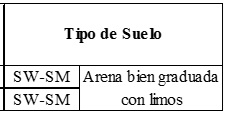 Tipo de Suelo
SW-SM Arena bien graduada
SW-SM con limos